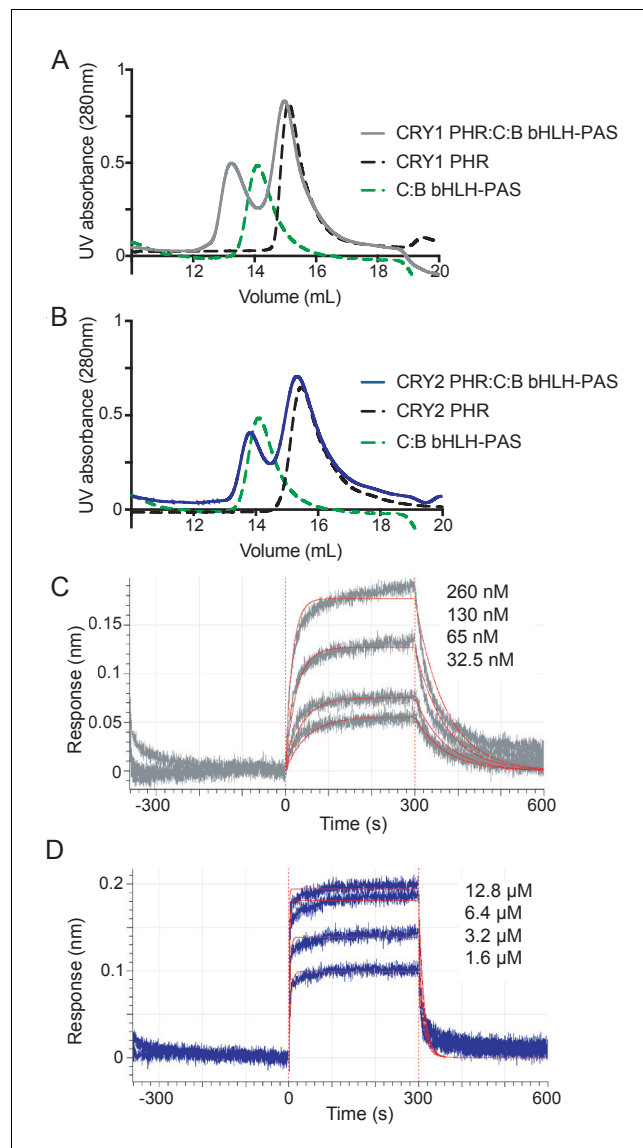 A
UV absorbance (280nm)
1
0.5
0
12 14 16 18 20
Volume (mL)
CRY1 PHR:C:B bHLH-PAS
CRY1 PHR
C:B bHLH-PAS
B
UV absorbance (280nm)
1
0.5
0
12 14 16 18 20
Volume (mL)
CRY2 PHR:C:B bHLH-PAS
CRY2 PHR
C:B bHLH-PAS
C
Response (nm)
0.15
0.1
0.05
0
-300 0 300 600
Time (s)
260 nM
130 nM
65 nM
32.5 nM
D
Response (nm)
0.2
0.1
0
-300 0 300 600
Time (s)
12.8 µM
6.4 µM
3.2 µM
1.6 µM